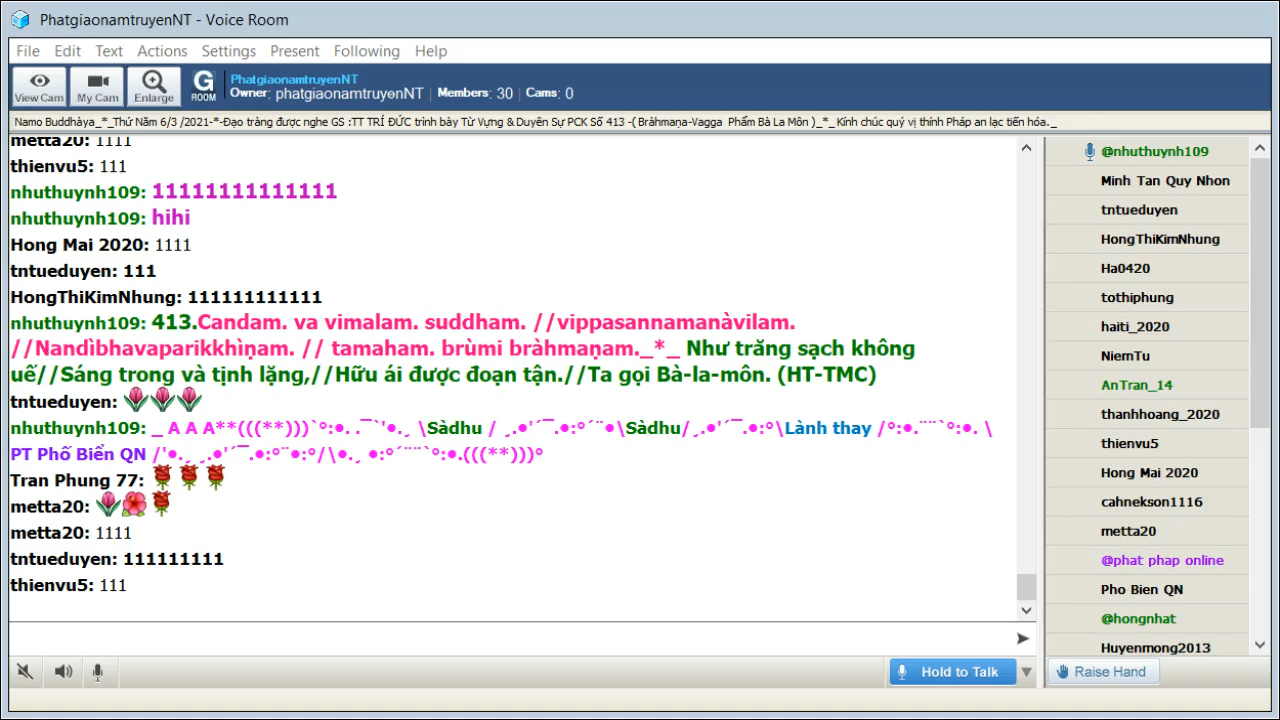 PhatgiaonamtruyenNT - Voice Room
File Edit Text Actions Settings Present Following Help
View Cam My Cam Enlarge G ROOM
PhatgiaonamtruyenNT
Owner: phatgiaonamtruyenNT | Members: 30 | Cams: 0
Namo Buddhàya_*_Thứ Năm 6/3 /2021-*-Đạo tràng được nghe GS :TT TRÍ ĐỨC trình bày Từ Vựng & Duyên Sự PCK Số 413 -( Bràhmaṇa-Vagga Phẩm Bà La Môn )_*_ Kính chúc quý vị thính Pháp an lạc tiến hóa._
metta20: 1111
thienvu5: 111
nhuthuynh109: 11111111111111
nhuthuynh109: hihi
Hong Mai 2020: 1111
tntueduyen: 111
HongThiKimNhung: 111111111111
nhuthuynh109: 413.Candam. va vimalam. suddham. //vippasannamanàvilam.
//Nandìbhavaparikkhìṇam. // tamaham. brùmi bràhmaṇam._*_ Như trăng sạch không
uế//Sáng trong và tịnh lặng,//Hữu ái được đoạn tận.//Ta gọi Bà-la-môn. (HT-TMC)
tntueduyen:
nhuthuynh109: _ A A A**(((**)))`°:•. .¯`'•.¸ \Sàdhu / ¸.•'´¯.•:°´¨•\Sàdhu/¸.•'´¯.•:°\Lành thay /°:•.¨¨`°:•. \
PT Phố Biển QN /'•.¸ ¸.•'´¯.•:°¨•:°/\•.¸ •:°´¨¨`°:•.(((**)))°
Tran Phung 77:
metta20:
metta20: 1111
tntueduyen: 111111111
thienvu5: 111
@nhuthuynh109
Minh Tan Quy Nhon
tntueduyen
HongThiKimNhung
Ha0420
tothiphung
haiti_2020
NiemTu
AnTran_14
thanhhoang_2020
thienvu5
Hong Mai 2020
cahnekson1116
metta20
@phat phap online
Pho Bien QN
@hongnhat
Huyenmong2013
Hold to Talk
Raise Hand